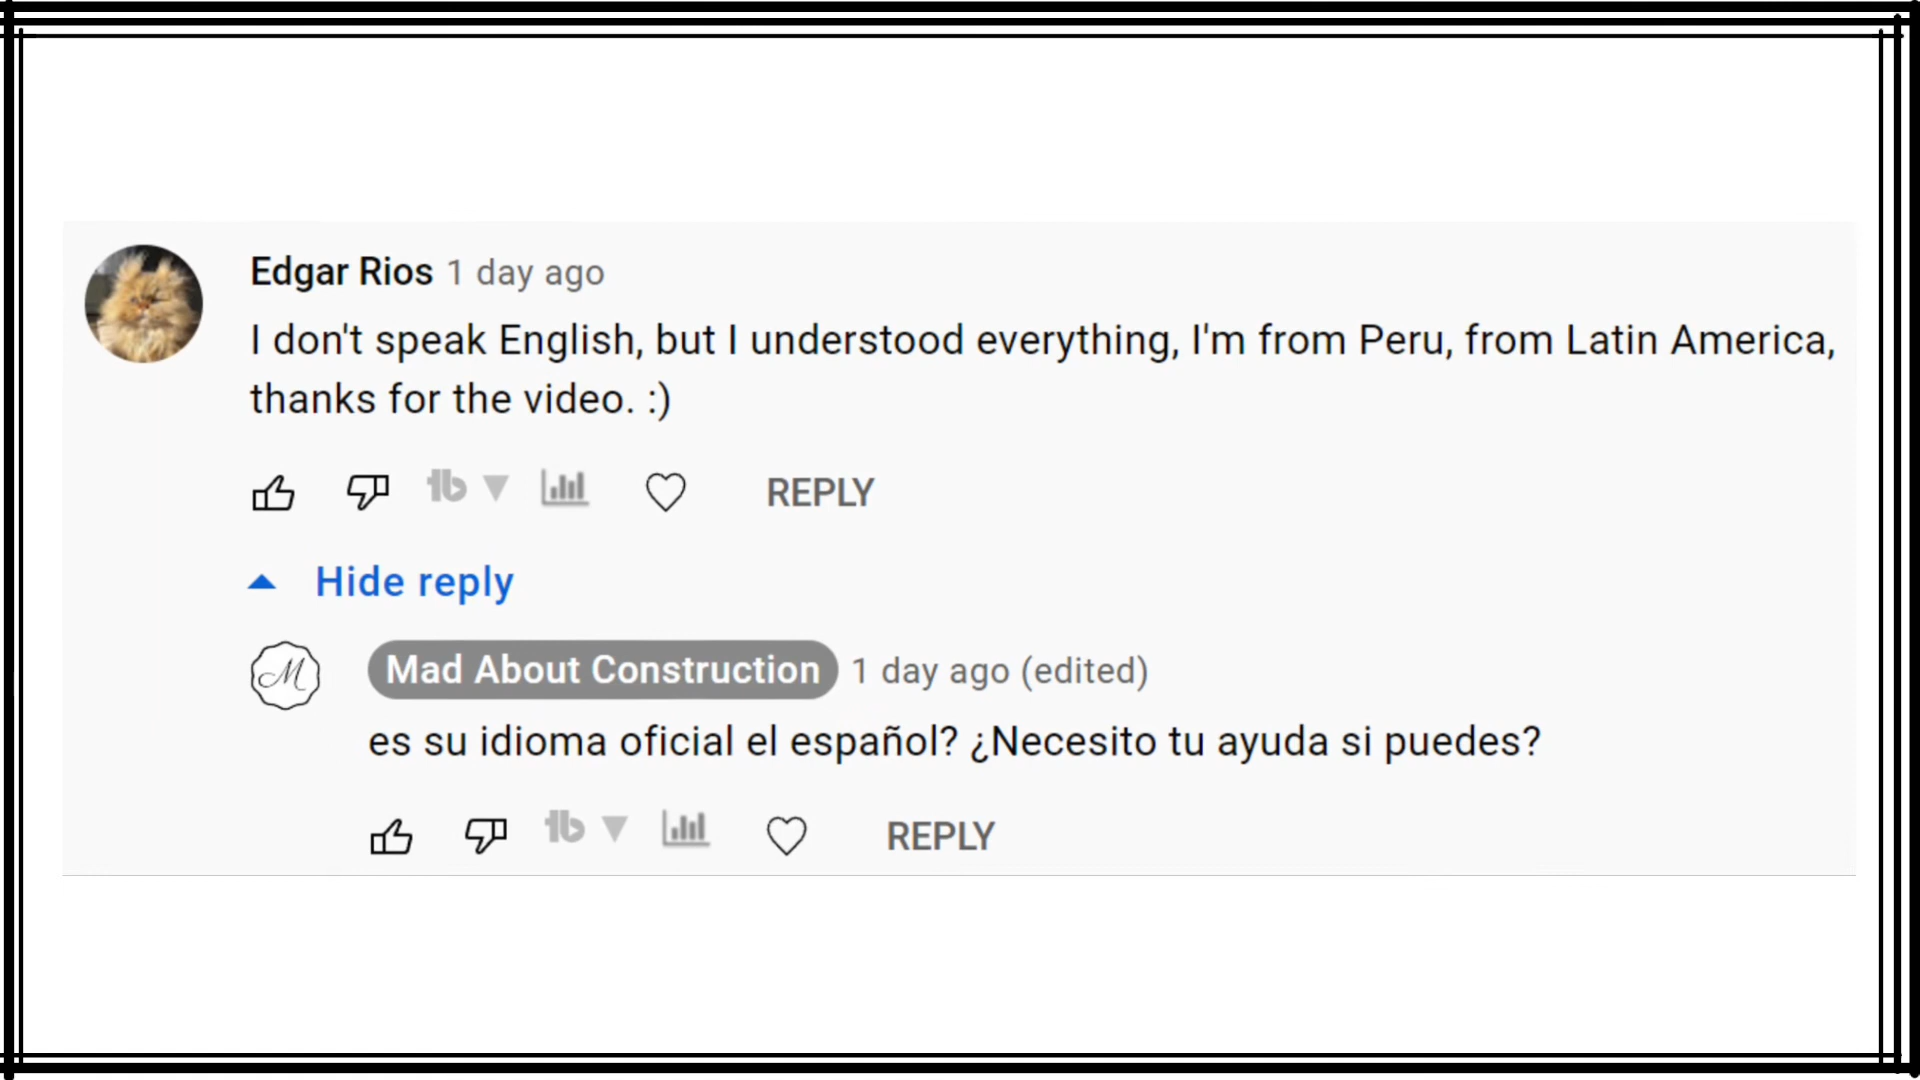 Edgar Rios 1 day ago
I don't speak English, but I understood everything, I'm from Peru, from Latin America,
thanks for the video. :)
REPLY
Hide reply
M
Mad About Construction 1 day ago (edited)
es su idioma oficial el español? ¿Necesito tu ayuda si puedes?
REPLY